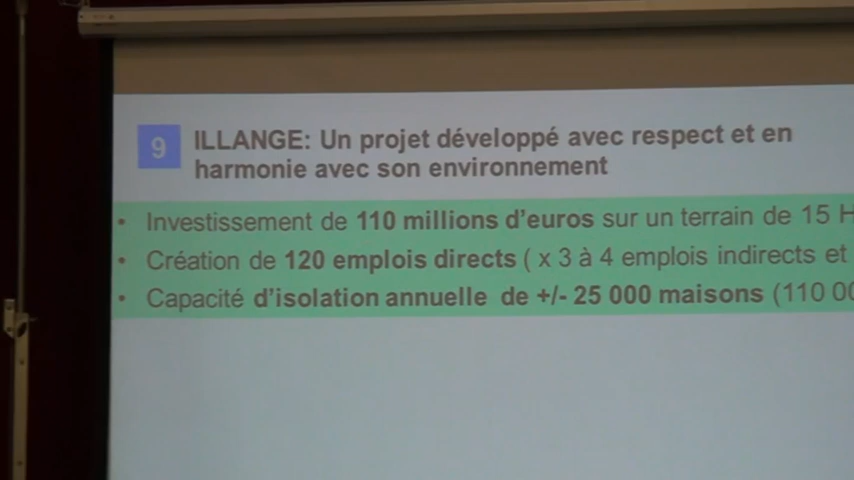 9 ILLANGE: Un projet développé avec respect et en
harmonie avec son environnement
• Investissement de 110 millions d'euros sur un terrain de 15 H
• Création de 120 emplois directs ( x 3 à 4 emplois indirects et
• Capacité d'isolation annuelle de +/- 25 000 maisons (110 00